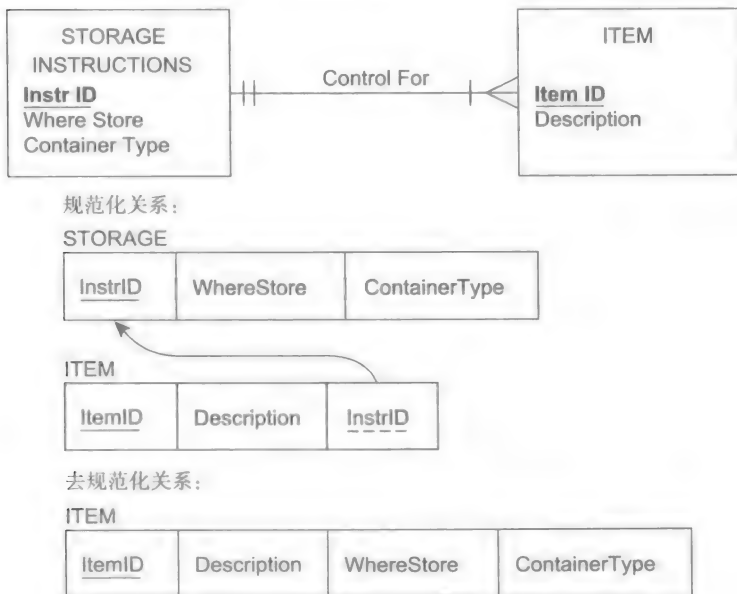 STORAGE
INSTRUCTIONS
Instr ID
Where Store
Container Type
Control For
ITEM
Item ID
Description
规范化关系:
STORAGE
InstrID WhereStore ContainerType
ITEM
ItemID Description InstrID
去规范化关系:
ITEM
ItemID Description WhereStore ContainerType